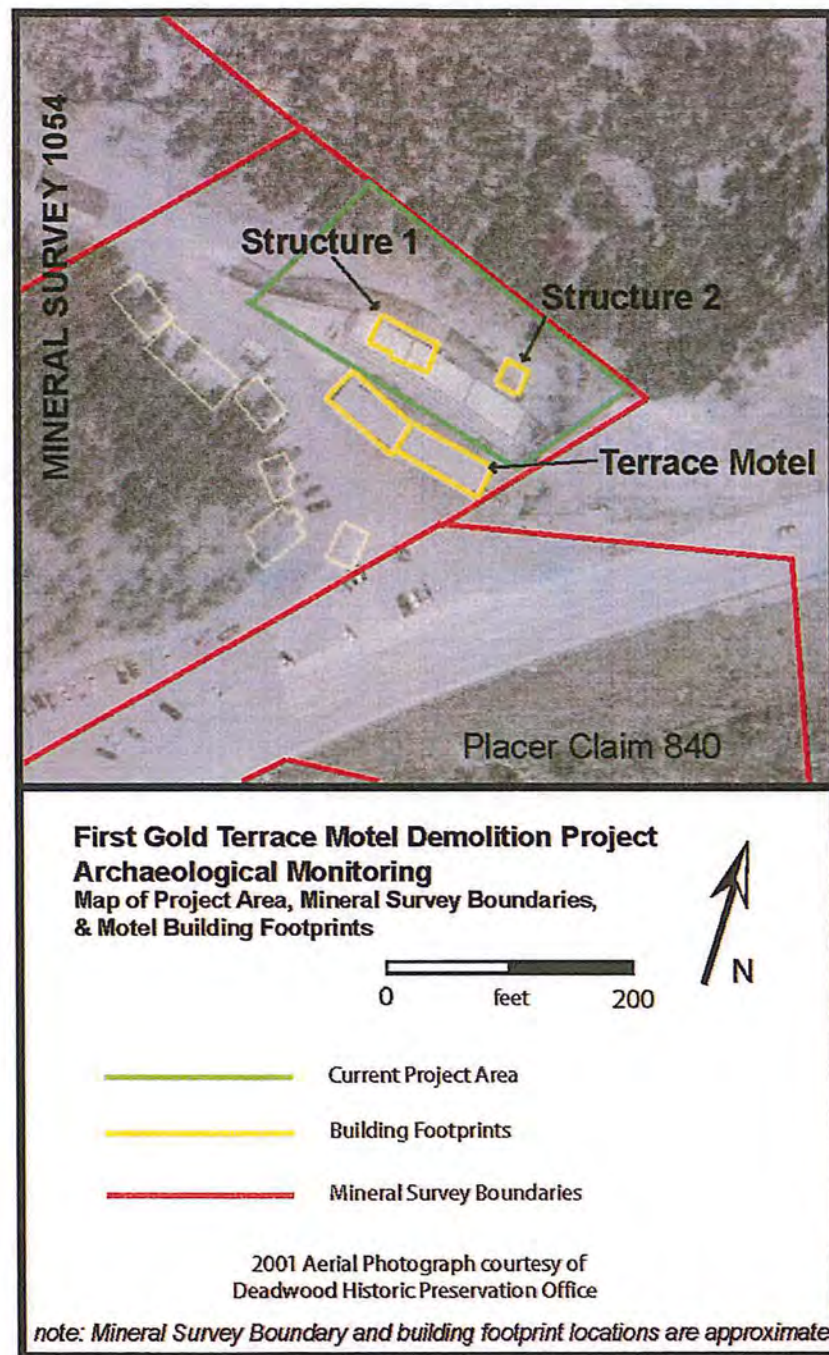 MINERAL SURVEY 1054
Structure 1
Structure 2
Terrace Motel
Placer Claim 840
First Gold Terrace Motel Demolition Project
Archaeological Monitoring
Map of Project Area, Mineral Survey Boundaries,
& Motel Building Footprints
N
0 feet 200
Current Project Area
Building Footprints
Mineral Survey Boundaries
2001 Aerial Photograph courtesy of
Deadwood Historic Preservation Office
note: Mineral Survey Boundary and building footprint locations are approximate